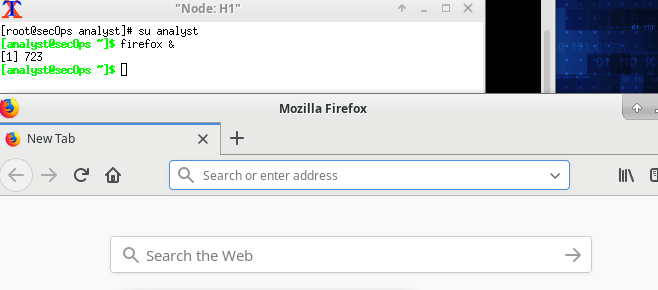 "Node: H1"
[root@secOps analyst]# su analyst
[analyst@secOps ~]$ firefox &
[1] 723
[analyst@secOps ~]$
Mozilla Firefox
New Tab
Search or enter address
Search the Web